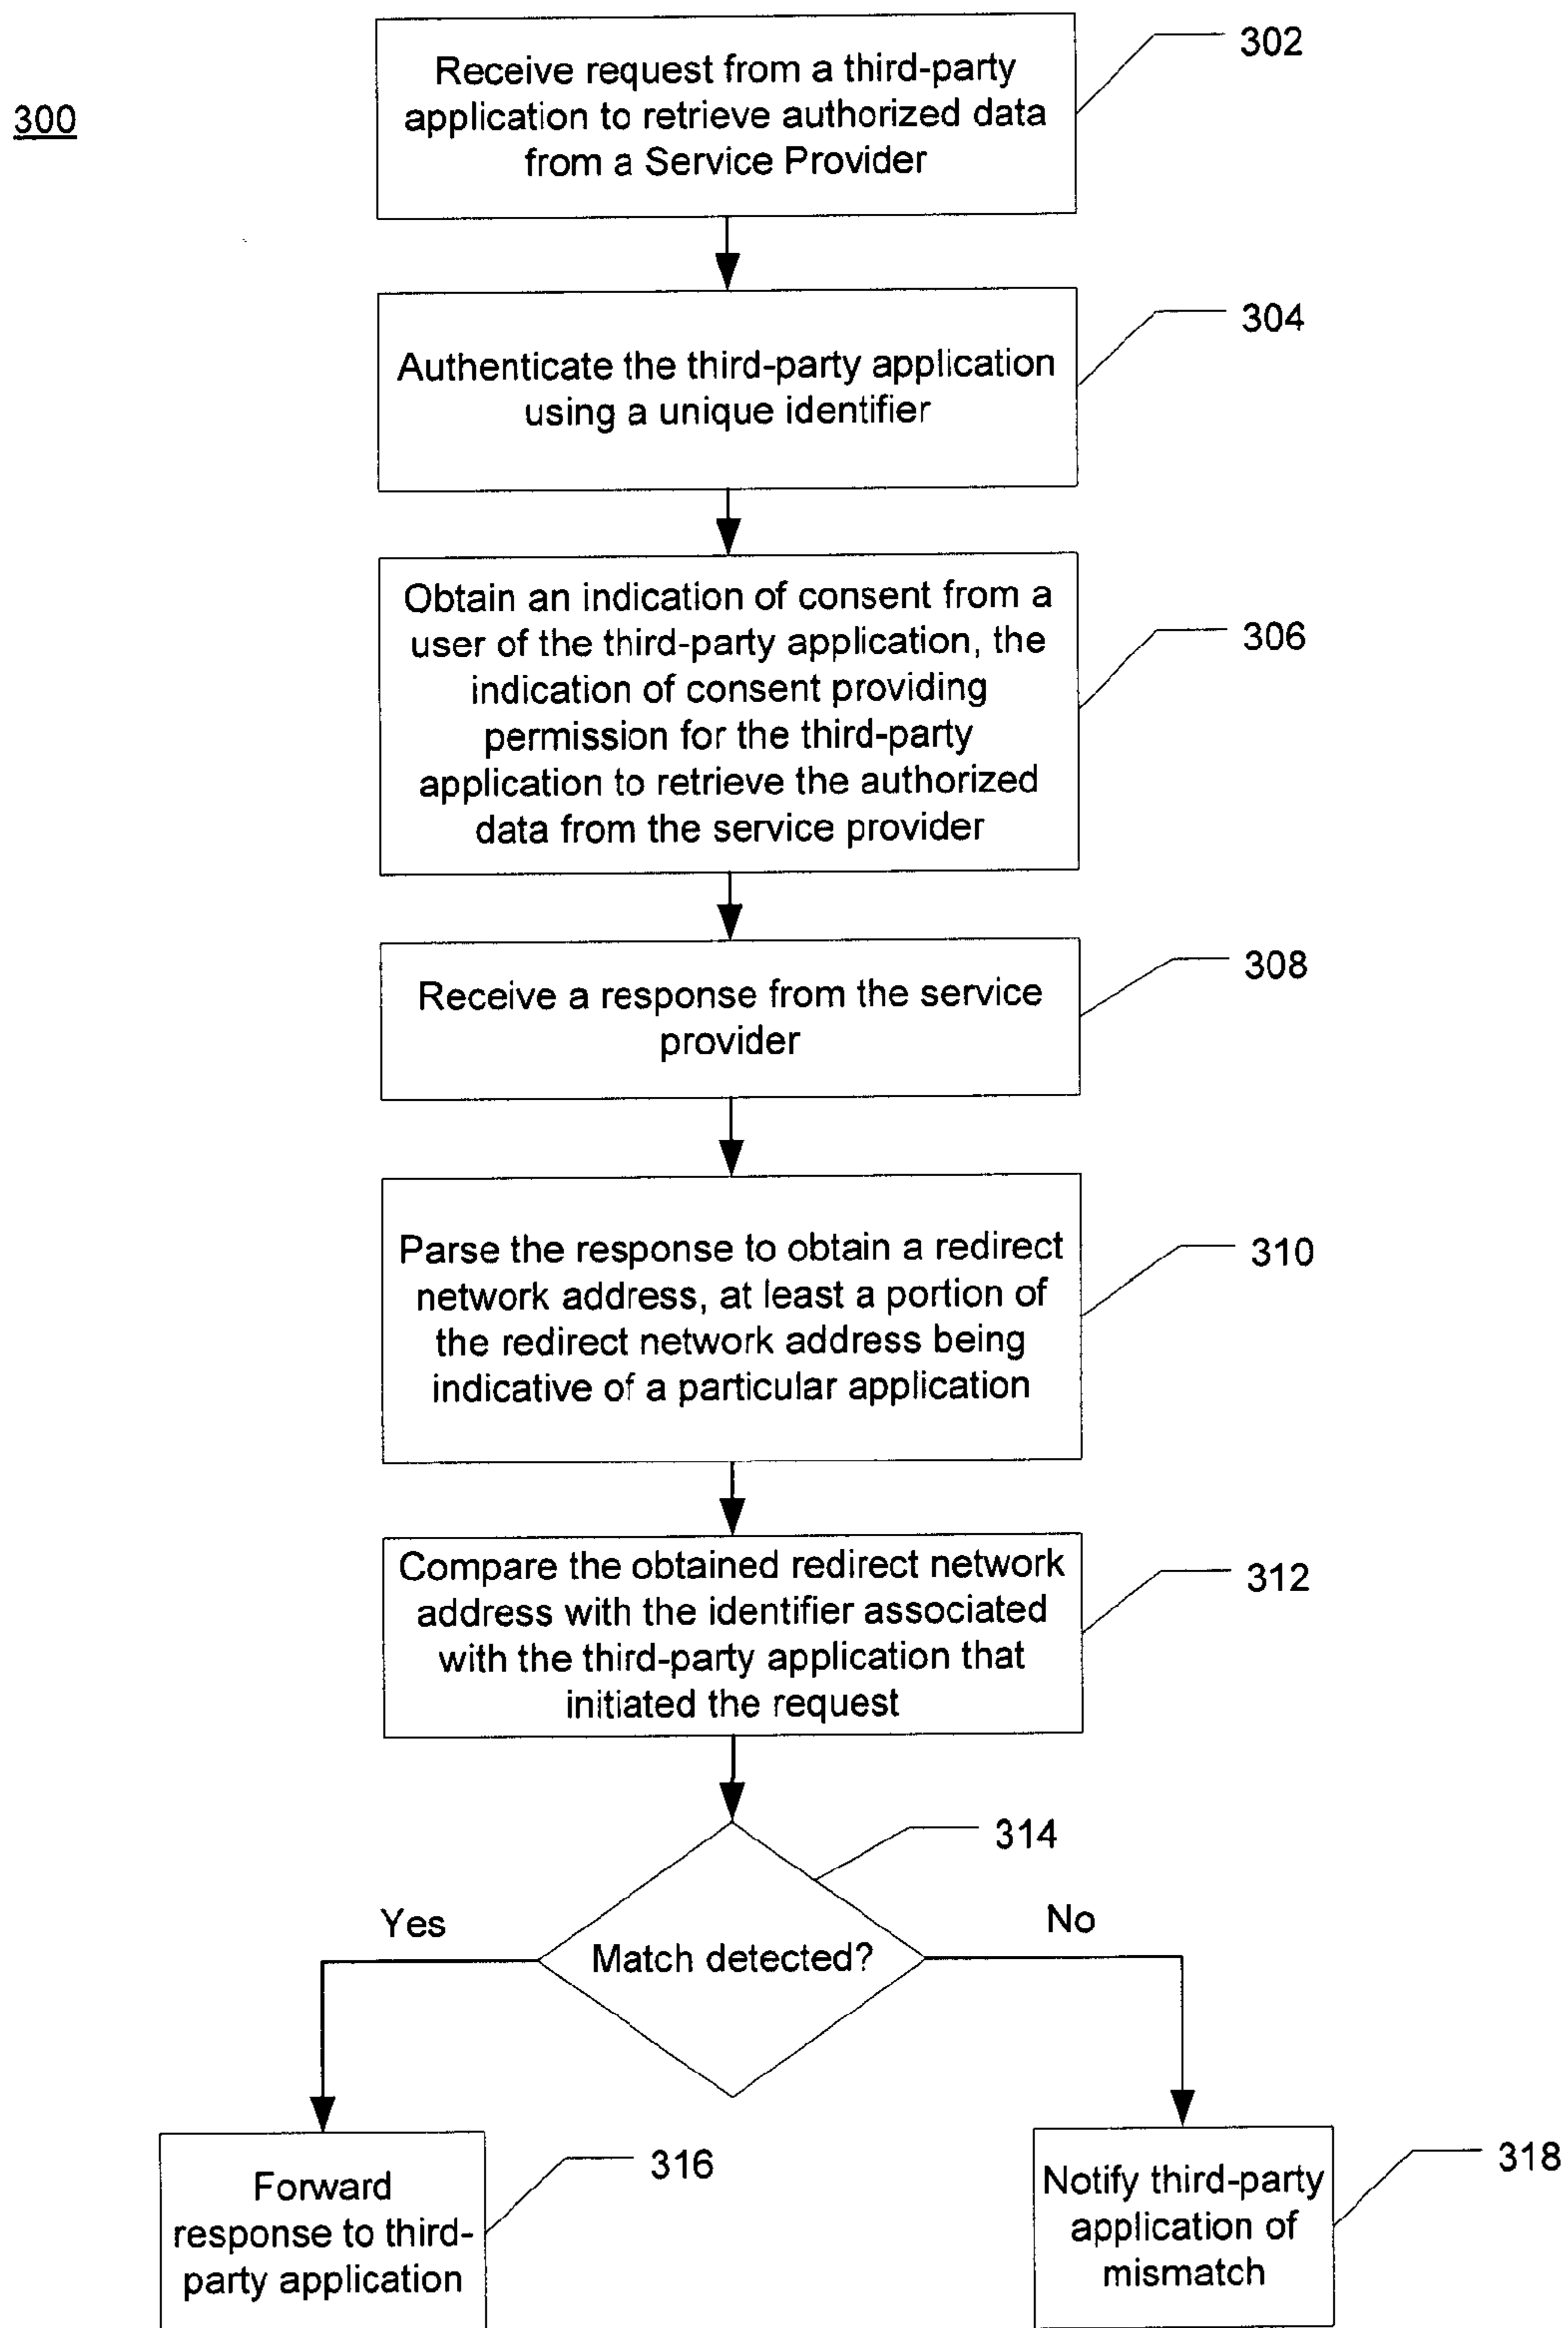 300
302
Receive request from a third-party
application to retrieve authorized data
from a Service Provider
304
Authenticate the third-party application
using a unique identifier
306
Obtain an indication of consent from a
user of the third-party application, the
indication of consent providing
permission for the third-party
application to retrieve the authorized
data from the service provider
308
Receive a response from the service
provider
310
Parse the response to obtain a redirect
network address, at least a portion of
the redirect network address being
indicative of a particular application
312
Compare the obtained redirect network
address with the identifier associated
with the third-party application that
initiated the request
314
Match detected?
Yes
No
316
Forward
response to third-
party application
318
Notify third-party
application of
mismatch